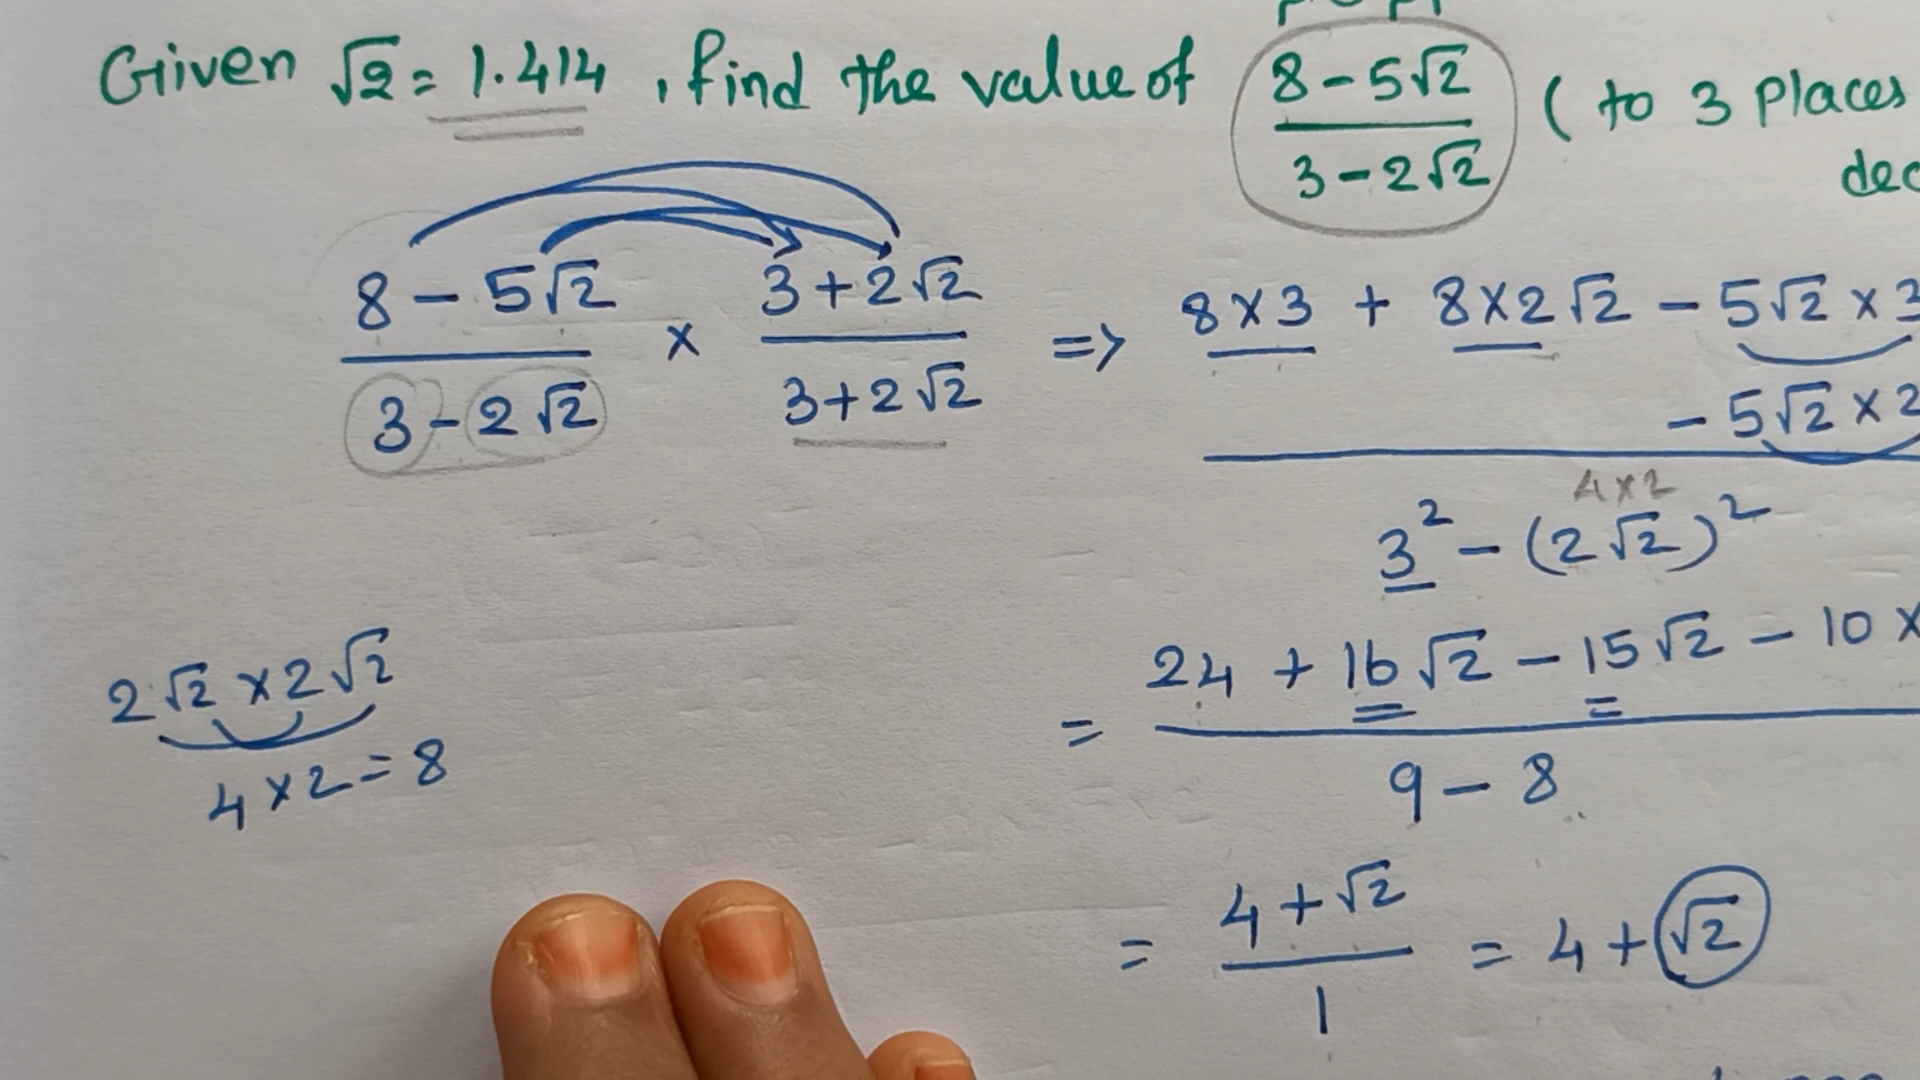 Given √2 = 1.414, find the value of (8-5√2)/(3-2√2) ( to 3 places
dec
(8 - 5√2)/(3 - 2√2) × (3+2√2)/(3+2√2) => 8×3 + 8×2√2 - 5√2×3
- 5√2×2
4×2
3² - (2√2)²
= 24 + 16√2 - 15√2 - 10×
9 - 8
2√2×2√2
4×2=8
= (4+√2)/1 = 4+√2